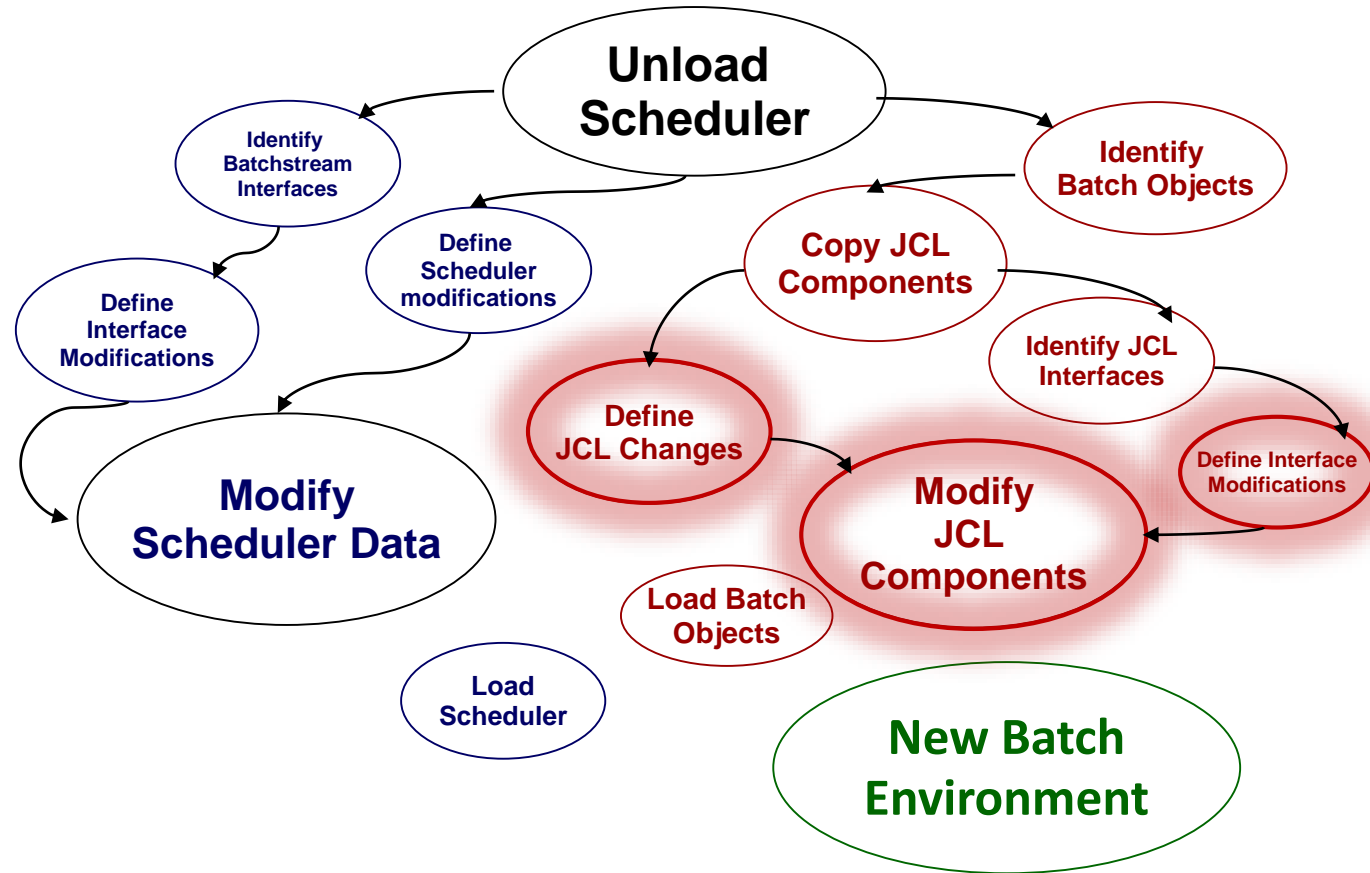 Unload
Scheduler
Identify
Batchstream
Interfaces
Identify
Batch Objects
Define
Scheduler
modifications
Copy JCL
Components
Define
Interface
Modifications
Identify JCL
Interfaces
Define
JCL Changes
Define Interface
Modifications
Modify
Scheduler Data
Modify
JCL
Components
Load Batch
Objects
Load
Scheduler
New Batch
Environment